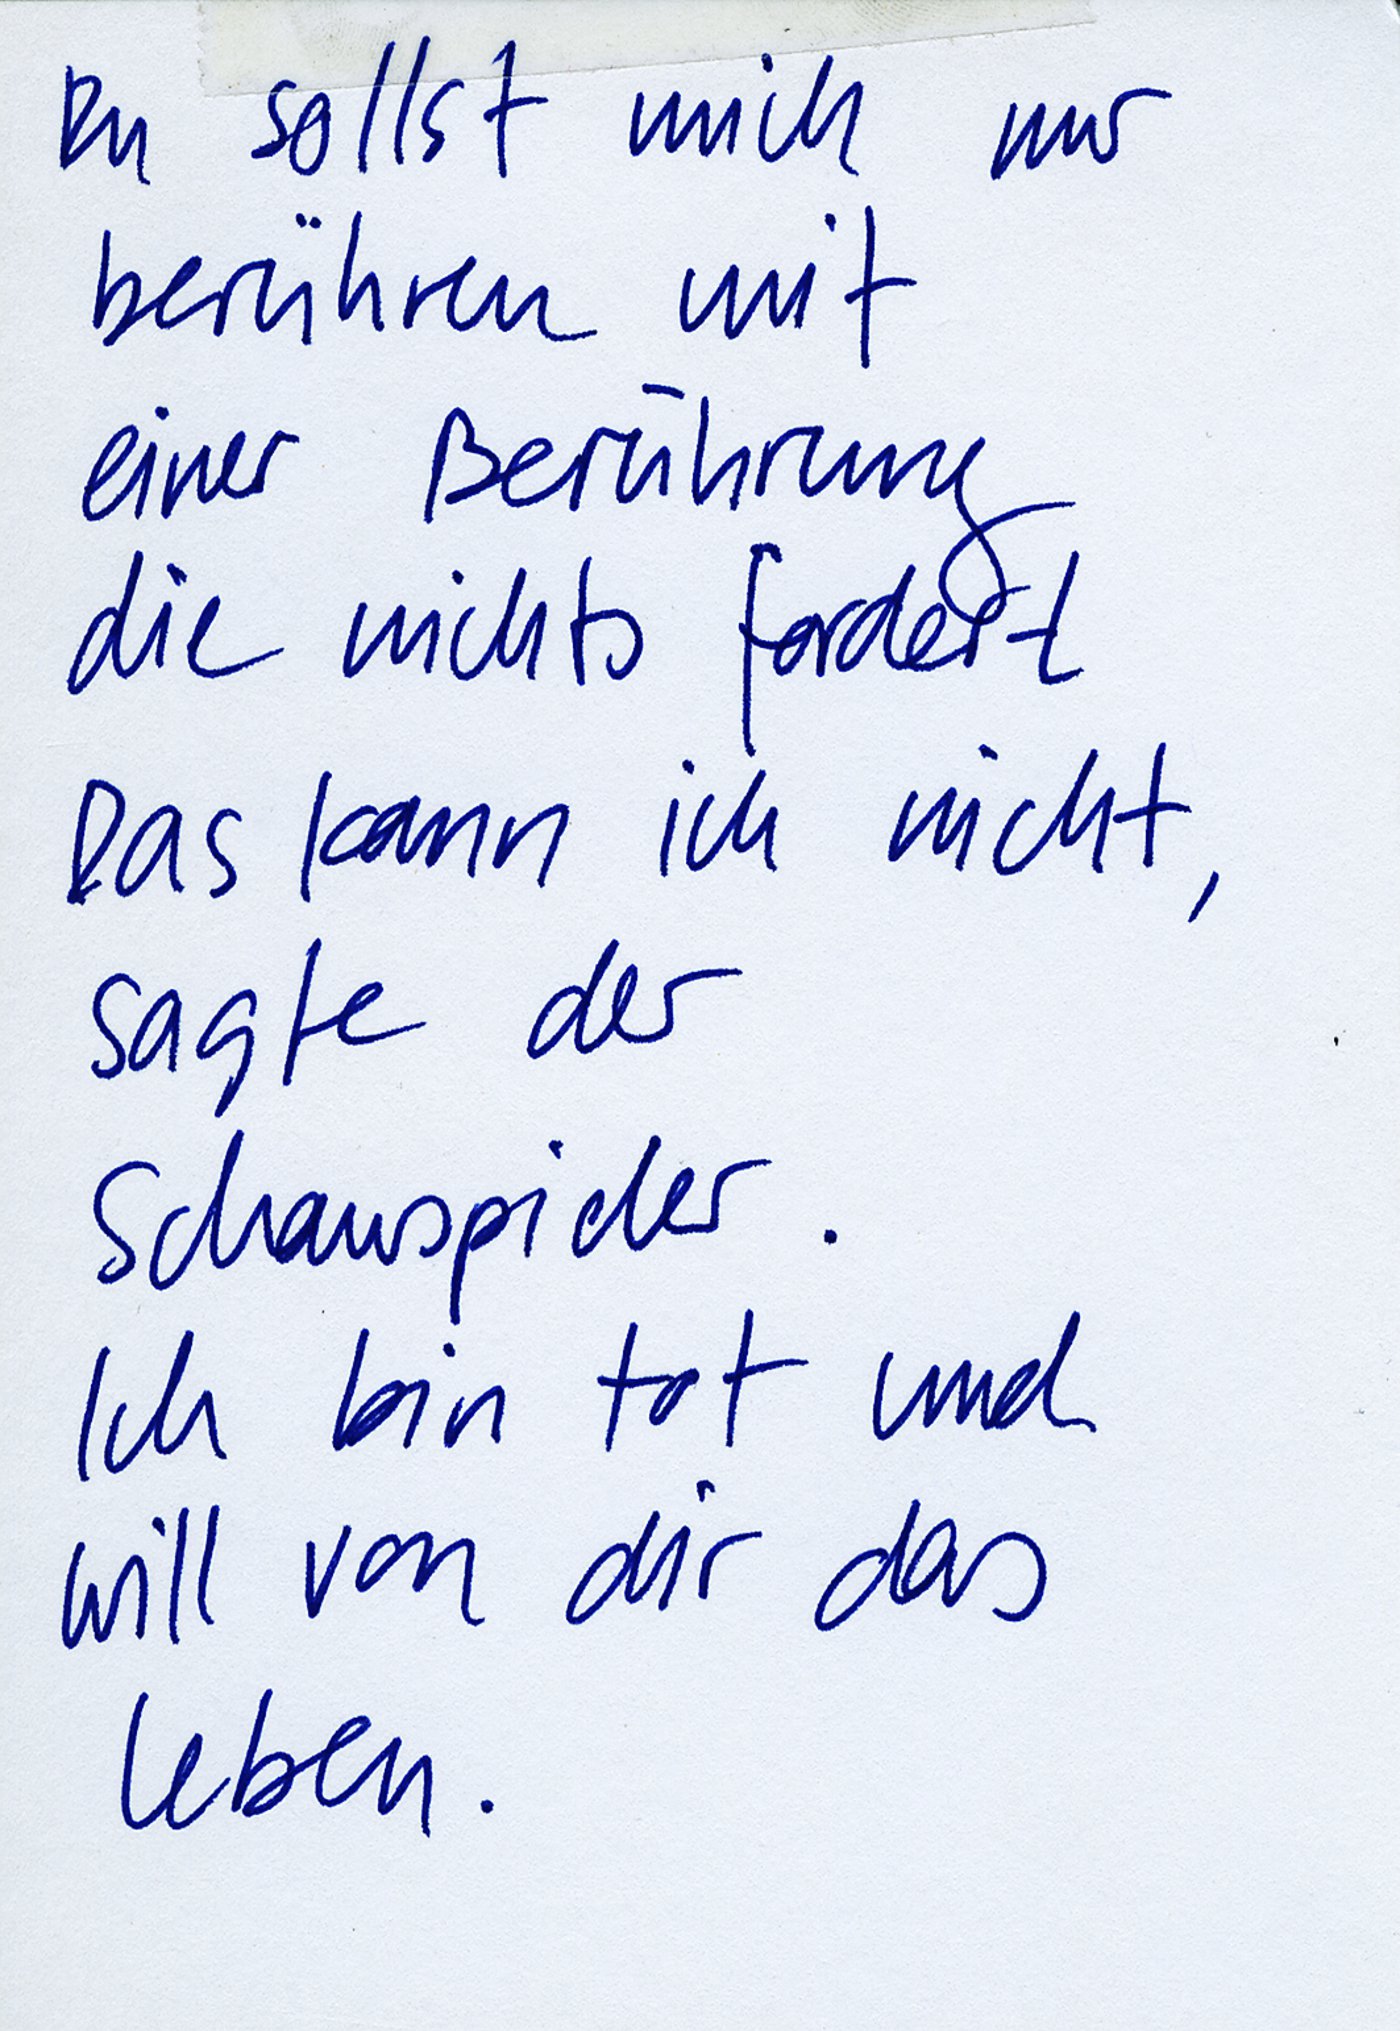 Du sollst mich nur
berühren mit
einer Berührung
die nichts fordert
Das kann ich nicht,
sagte der
Schauspieler.
Ich bin tot und
will von dir das
Leben.